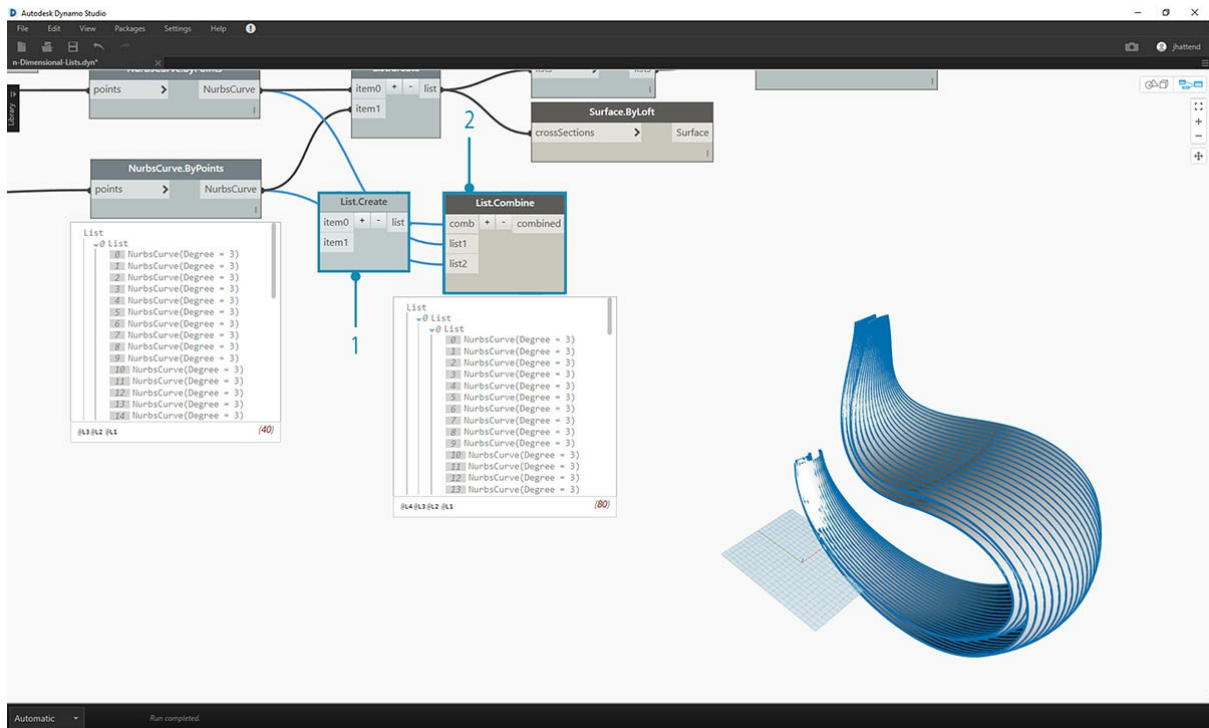 Autodesk Dynamo Studio
File Edit View Packages Settings Help
jhattend
n-Dimensional-Lists.dyn*
Library
NurbsCurve.ByPoints
points > NurbsCurve
List.Create
item0 + - list
item1
lists > lists
Surface.ByLoft
crossSections > Surface
2
NurbsCurve.ByPoints
points > NurbsCurve
List.Create
item0 + - list
item1
List.Combine
comb + - combined
list1
list2
1
List
0 List
0 NurbsCurve(Degree = 3)
1 NurbsCurve(Degree = 3)
2 NurbsCurve(Degree = 3)
3 NurbsCurve(Degree = 3)
4 NurbsCurve(Degree = 3)
5 NurbsCurve(Degree = 3)
6 NurbsCurve(Degree = 3)
7 NurbsCurve(Degree = 3)
8 NurbsCurve(Degree = 3)
9 NurbsCurve(Degree = 3)
10 NurbsCurve(Degree = 3)
11 NurbsCurve(Degree = 3)
12 NurbsCurve(Degree = 3)
13 NurbsCurve(Degree = 3)
14 NurbsCurve(Degree = 3)
@L3 @L2 @L1 {40}
List
0 List
0 List
0 NurbsCurve(Degree = 3)
1 NurbsCurve(Degree = 3)
2 NurbsCurve(Degree = 3)
3 NurbsCurve(Degree = 3)
4 NurbsCurve(Degree = 3)
5 NurbsCurve(Degree = 3)
6 NurbsCurve(Degree = 3)
7 NurbsCurve(Degree = 3)
8 NurbsCurve(Degree = 3)
9 NurbsCurve(Degree = 3)
10 NurbsCurve(Degree = 3)
11 NurbsCurve(Degree = 3)
12 NurbsCurve(Degree = 3)
13 NurbsCurve(Degree = 3)
@L4 @L3 @L2 @L1 {80}
Automatic Run completed.